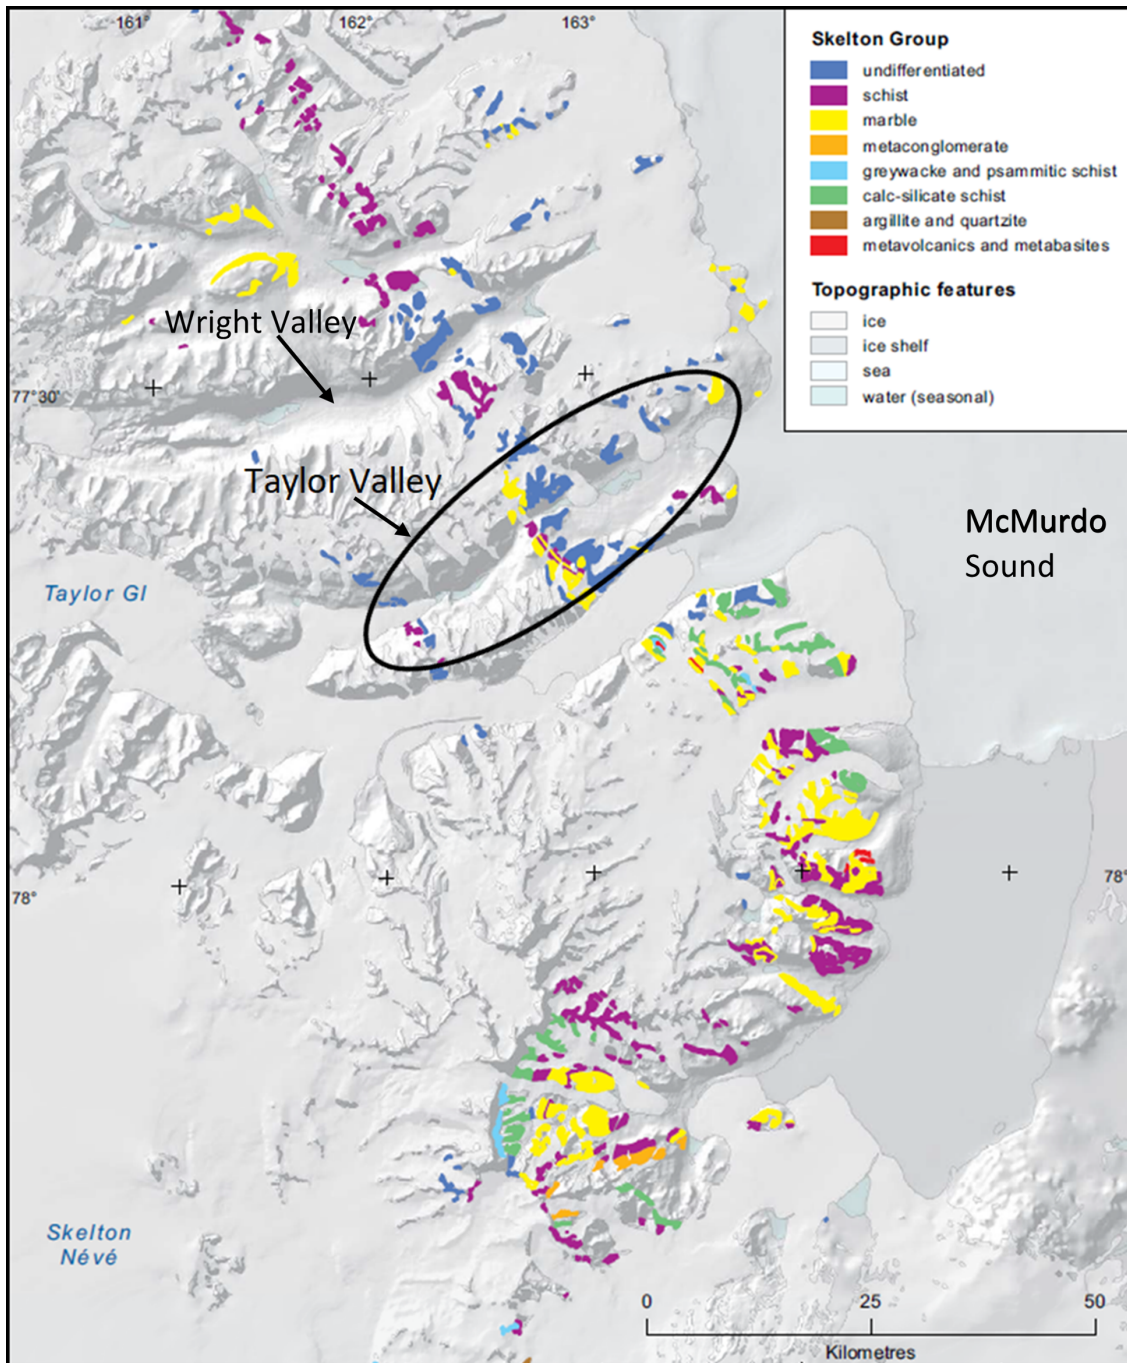 161°
162°
163°
Skelton Group
undifferentiated
schist
marble
metaconglomerate
greywacke and psammitic schist
calc-silicate schist
argillite and quartzite
metavolcanics and metabasites
Topographic features
ice
ice shelf
sea
water (seasonal)
Wright Valley
77°30'
Taylor Valley
McMurdo
Sound
Taylor Gl
78°
78°
Skelton
Névé
0
25
50
Kilometres